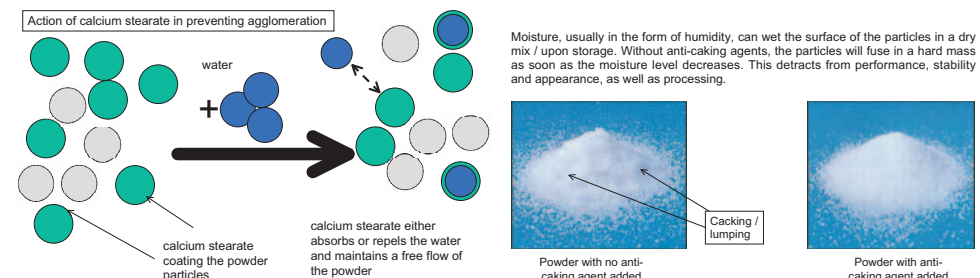 Action of calcium stearate in preventing agglomeration
water
+
calcium stearate
coating the powder
particles
calcium stearate either
absorbs or repels the water
and maintains a free flow of
the powder
Moisture, usually in the form of humidity, can wet the surface of the particles in a dry
mix / upon storage. Without anti-caking agents, the particles will fuse in a hard mass
as soon as the moisture level decreases. This detracts from performance, stability
and appearance, as well as processing.
Cacking /
lumping
Powder with no anti-
caking agent added
Powder with anti-
caking agent added